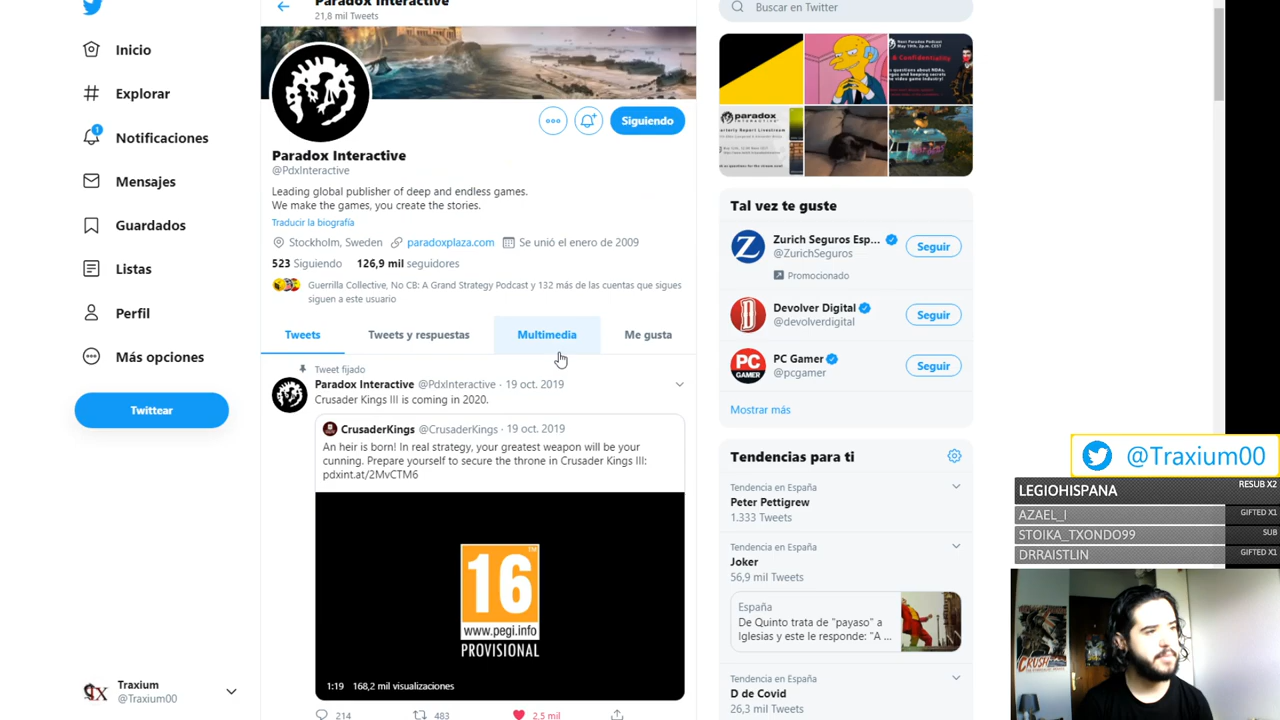 Paradox Interactive
21,8 mil Tweets
Buscar en Twitter
Inicio
Explorar
1
Notificaciones
Mensajes
Guardados
Listas
Perfil
Más opciones
Twittear
Traxium
@Traxium00
Siguiendo
Paradox Interactive
@PdxInteractive
Leading global publisher of deep and endless games.
We make the games, you create the stories.
Traducir la biografía
Stockholm, Sweden paradoxplaza.com Se unió el enero de 2009
523 Siguiendo 126,9 mil seguidores
Guerrilla Collective, No CB: A Grand Strategy Podcast y 132 más de las cuentas que sigues
siguen a este usuario
Tweets Tweets y respuestas Multimedia Me gusta
Tweet fijado
Paradox Interactive @PdxInteractive · 19 oct. 2019
Crusader Kings III is coming in 2020.
CrusaderKings @CrusaderKings · 19 oct. 2019
An heir is born! In real strategy, your greatest weapon will be your
cunning. Prepare yourself to secure the throne in Crusader Kings III:
pdxint.at/2MvCTM6
16
www.pegi.info
PROVISIONAL
1:19 168,2 mil visualizaciones
214 483 2,5 mil
paradox
Tal vez te guste
Zurich Seguros Esp...
@ZurichSeguros
Seguir
Promocionado
Devolver Digital
@devolverdigital
Seguir
PC GAMER
PC Gamer
@pcgamer
Seguir
Mostrar más
Tendencias para ti
Tendencia en España
Peter Pettigrew
1.333 Tweets
Tendencia en España
Joker
56,9 mil Tweets
España
De Quinto trata de "payaso" a
Iglesias y este le responde: "A ...
Tendencia en España
D de Covid
26,3 mil Tweets
@Traxium00
LEGIOHISPANA RESUB X2
AZAEL_I GIFTED X1
STOIKA_TXONDO99 SUB
DRRAISTLIN GIFTED X1
CRUSH